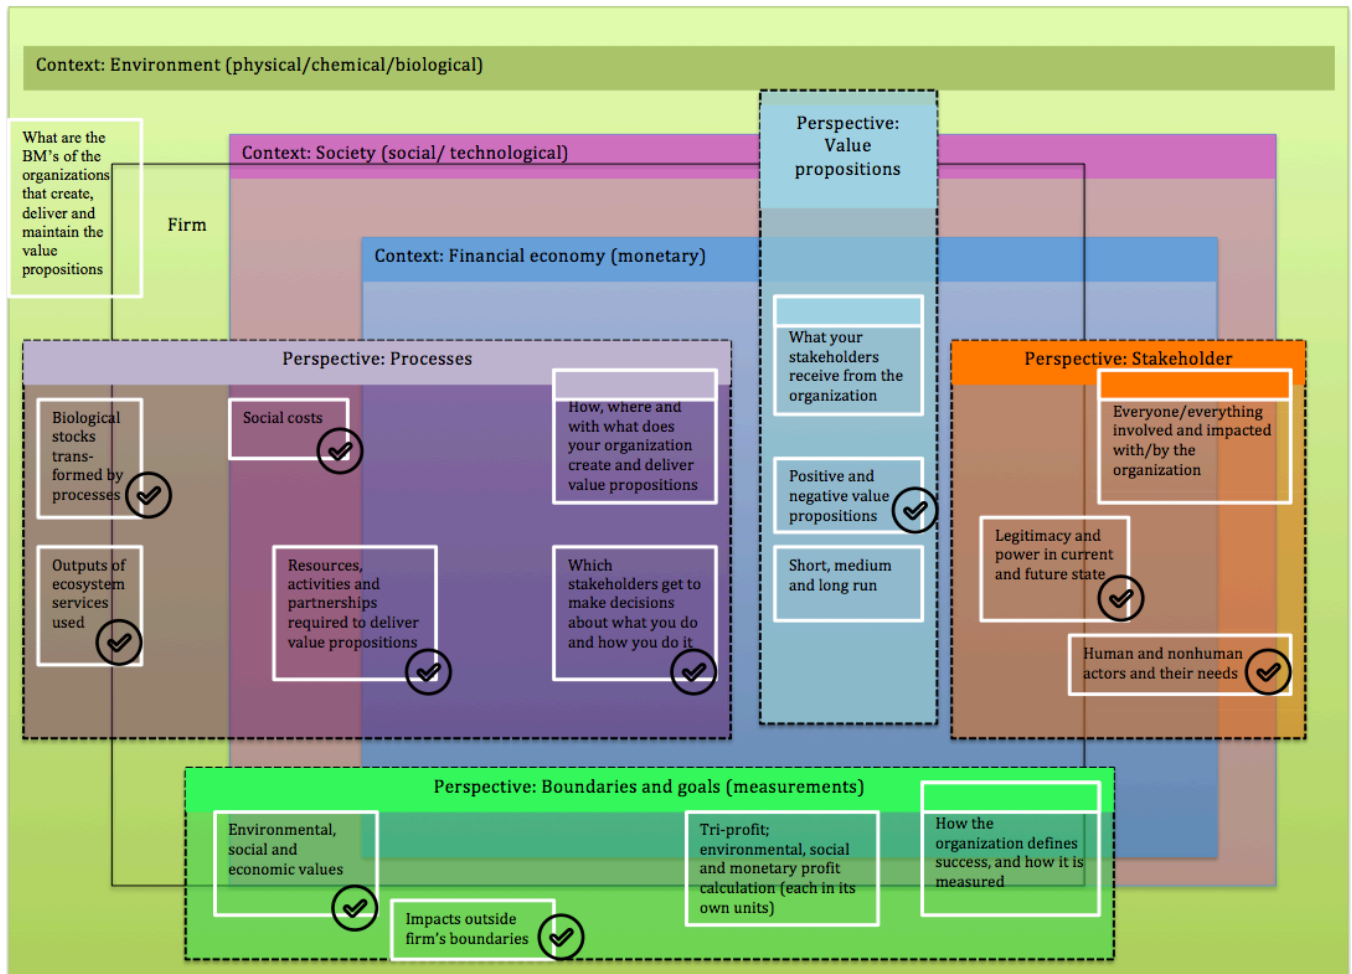 Context: Environment (physical/chemical/biological)
What are the
BM's of the
organizations
that create,
deliver and
maintain the
value
propositions
Firm
Context: Society (social/ technological)
Perspective:
Value
propositions
Context: Financial economy (monetary)
Perspective: Processes
Biological
stocks
trans-
formed by
processes
Social costs
How, where and
with what does
your organization
create and deliver
value propositions
Outputs of
ecosystem
services
used
Resources,
activities and
partnerships
required to deliver
value propositions
Which
stakeholders get to
make decisions
about what you do
and how you do it
What your
stakeholders
receive from the
organization
Positive and
negative value
propositions
Short, medium
and long run
Perspective: Stakeholder
Everyone/everything
involved and impacted
with/by the
organization
Legitimacy and
power in current
and future state
Human and nonhuman
actors and their needs
Perspective: Boundaries and goals (measurements)
Environmental,
social and
economic values
Impacts outside
firm's boundaries
Tri-profit;
environmental, social
and monetary profit
calculation (each in its
own units)
How the
organization defines
success, and how it is
measured